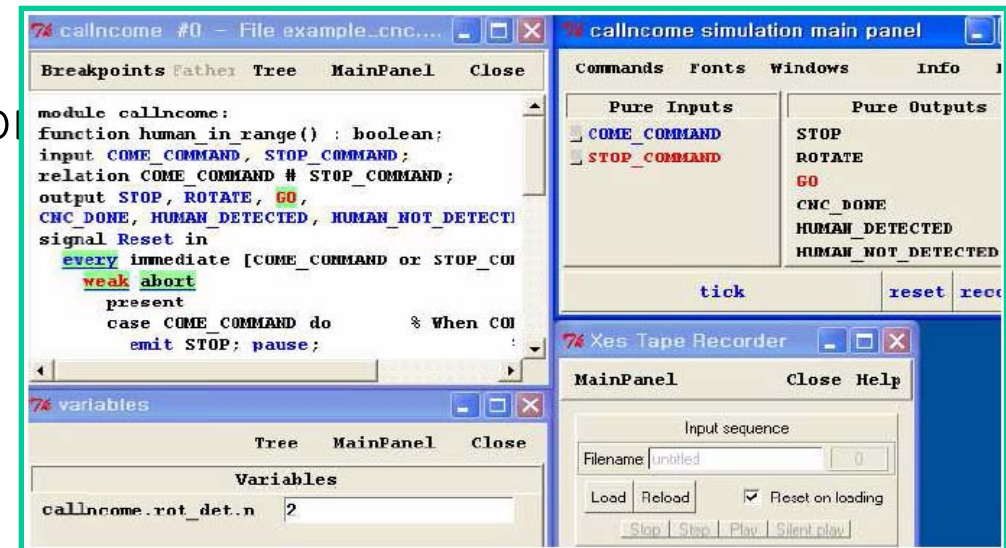 callncome #0 - File example_cnc....
Breakpoints Father Tree MainPanel Close
module callncome:
function human_in_range() : boolean;
input COME_COMMAND, STOP_COMMAND;
relation COME_COMMAND # STOP_COMMAND;
output STOP, ROTATE, GO,
CNC_DONE, HUMAN_DETECTED, HUMAN_NOT_DETECT
signal Reset in
every immediate [COME_COMMAND or STOP_CO
weak abort
present
case COME_COMMAND do % When CO
emit STOP; pause;
callncome simulation main panel
Commands Fonts Windows Info
Pure Inputs
COME_COMMAND
STOP_COMMAND
Pure Outputs
STOP
ROTATE
GO
CNC_DONE
HUMAN_DETECTED
HUMAN_NOT_DETECTED
tick reset reco
variables
Tree MainPanel Close
Variables
callncome.rot_det.n 2
Xes Tape Recorder
MainPanel Close Help
Input sequence
Filename: untitled 0
Load Reload Reset on loading
Stop Step Play Silent play